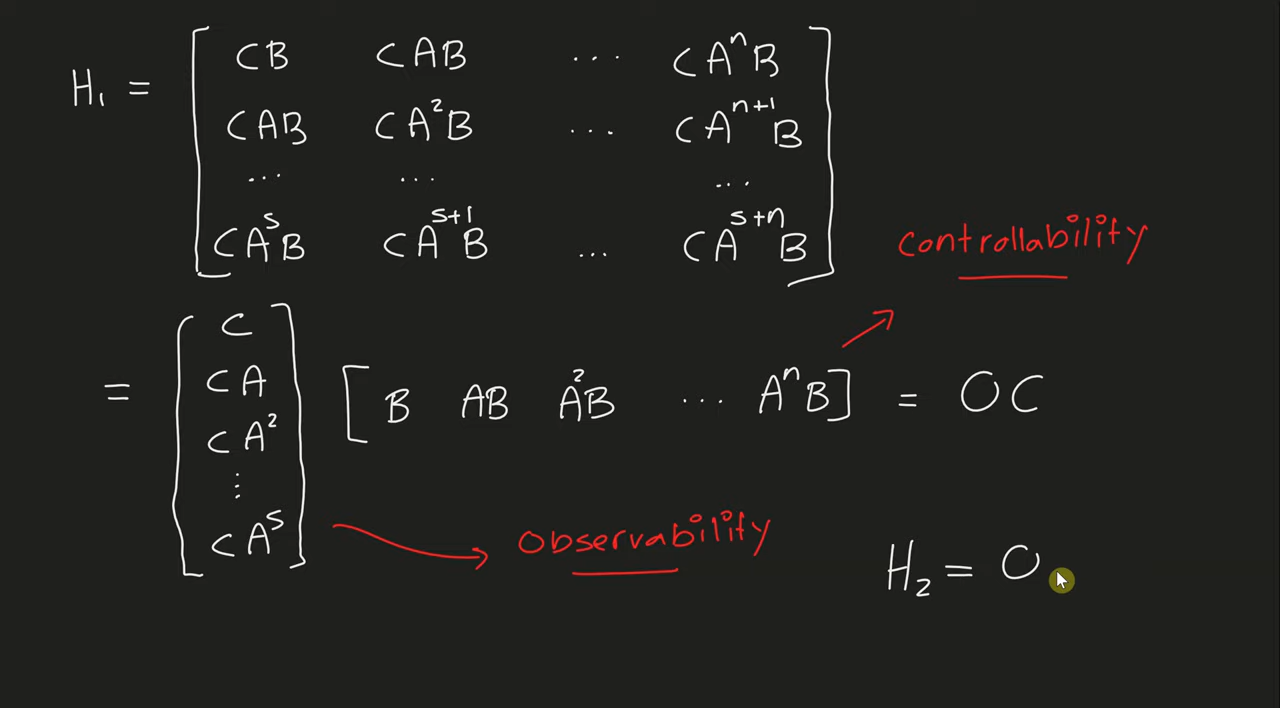 H₁ = [ CB CAB ... CAⁿB
CAB CA²B ... CAⁿ⁺¹B
... ... ...
CAˢB CAˢ⁺¹B ... CAˢ⁺ⁿB ]
controllability
= [ C
CA
CA²
⋮
CAˢ ] [ B AB A²B ... AⁿB ] = OC
Observability
H₂ = O